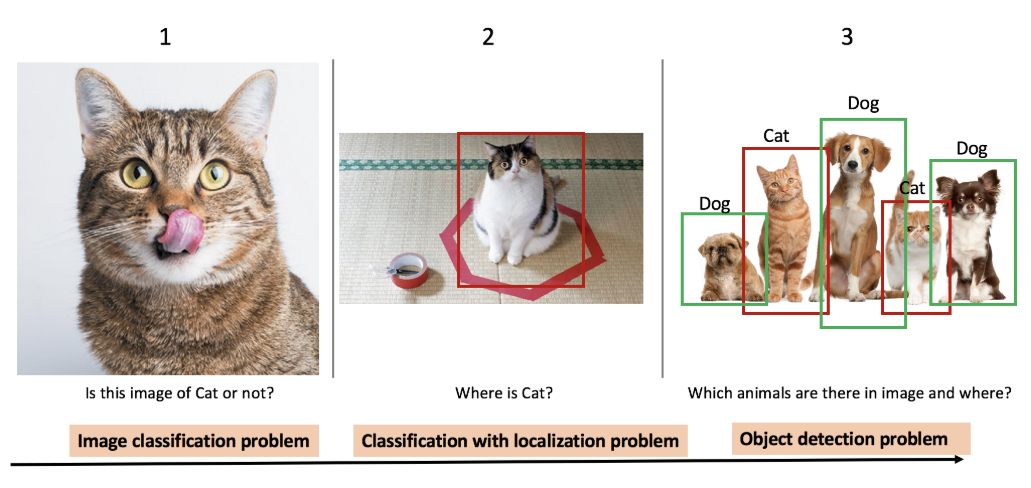 1
2
3
Dog
Cat
Dog
Cat
Dog
Is this image of Cat or not?
Where is Cat?
Which animals are there in image and where?
Image classification problem
Classification with localization problem
Object detection problem